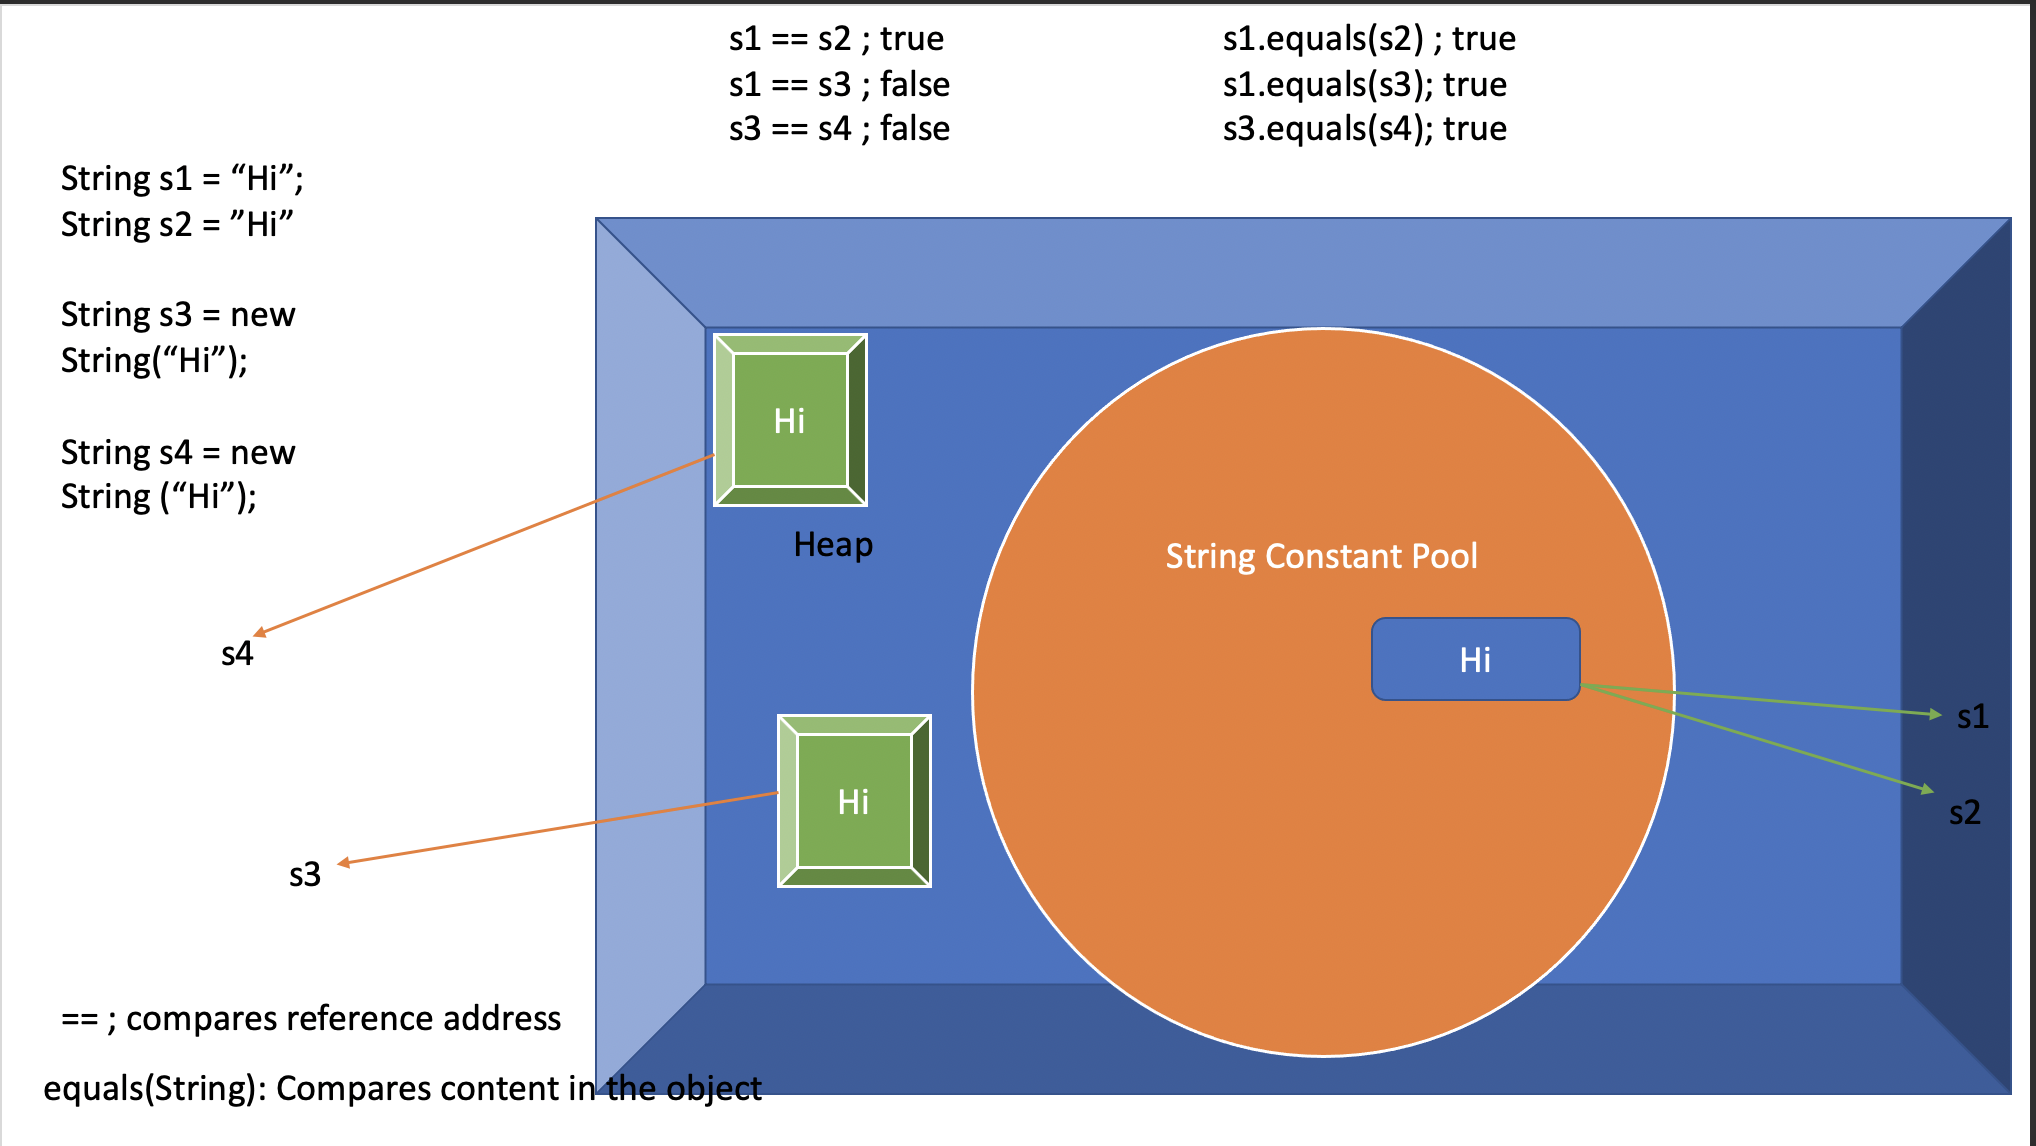 s1 == s2 ; true
s1 == s3 ; false
s3 == s4 ; false
s1.equals(s2) ; true
s1.equals(s3); true
s3.equals(s4); true
String s1 = “Hi”;
String s2 = ”Hi”
String s3 = new
String(“Hi”);
String s4 = new
String (“Hi”);
Hi
Heap
String Constant Pool
Hi
s4
s1
Hi
s2
s3
== ; compares reference address
equals(String): Compares content in the object